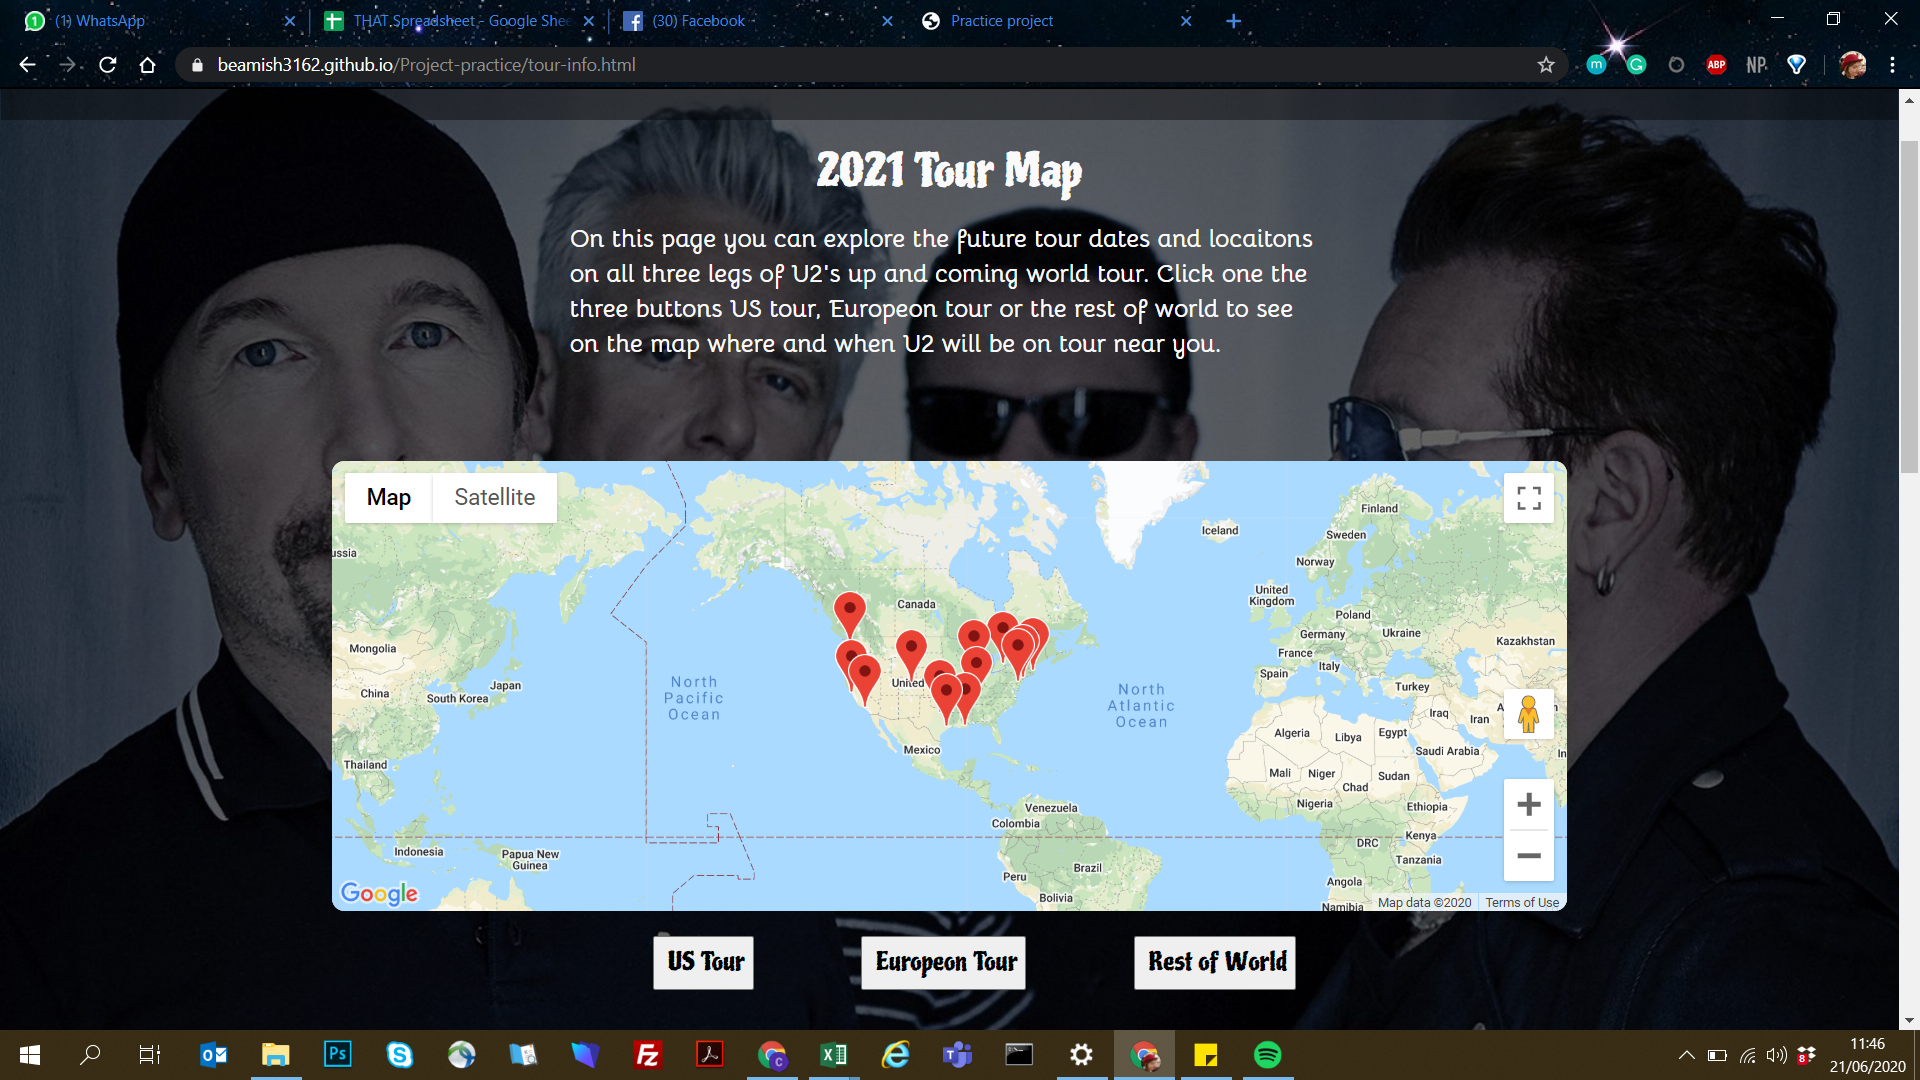 (1) WhatsApp
THAT Spreadsheet - Google Shee
(30) Facebook
Practice project
beamish3162.github.io/Project-practice/tour-info.html
m
G
ABP
NP
2021 Tour Map
On this page you can explore the future tour dates and locaitons
on all three legs of U2's up and coming world tour. Click one the
three buttons US tour, European tour or the rest of world to see
on the map where and when U2 will be on tour near you.
Map
Satellite
Finland
Iceland
Sweden
ussia
Norway
United
Kingdom
Canada
Poland
Germany
Ukraine
Kazakhstan
Mongolia
France
Italy
Spain
North
Pacific
Ocean
United
North
Atlantic
Ocean
Japan
China
South Korea
Turkey
Iraq
Iran
A
Algeria
Libya
Egypt
Saudi Arabia
In
Mexico
Thailand
Mali
Niger
Chad
Sudan
Nigeria
Ethiopia
Venezuela
Colombia
Kenya
DRC
Indonesia
Papua New
Guinea
Tanzania
Brazil
Peru
Angola
Bolivia
Namibia
Google
Map data ©2020
Terms of Use
US Tour
European Tour
Rest of World
Ps
Fz
11:46
21/06/2020